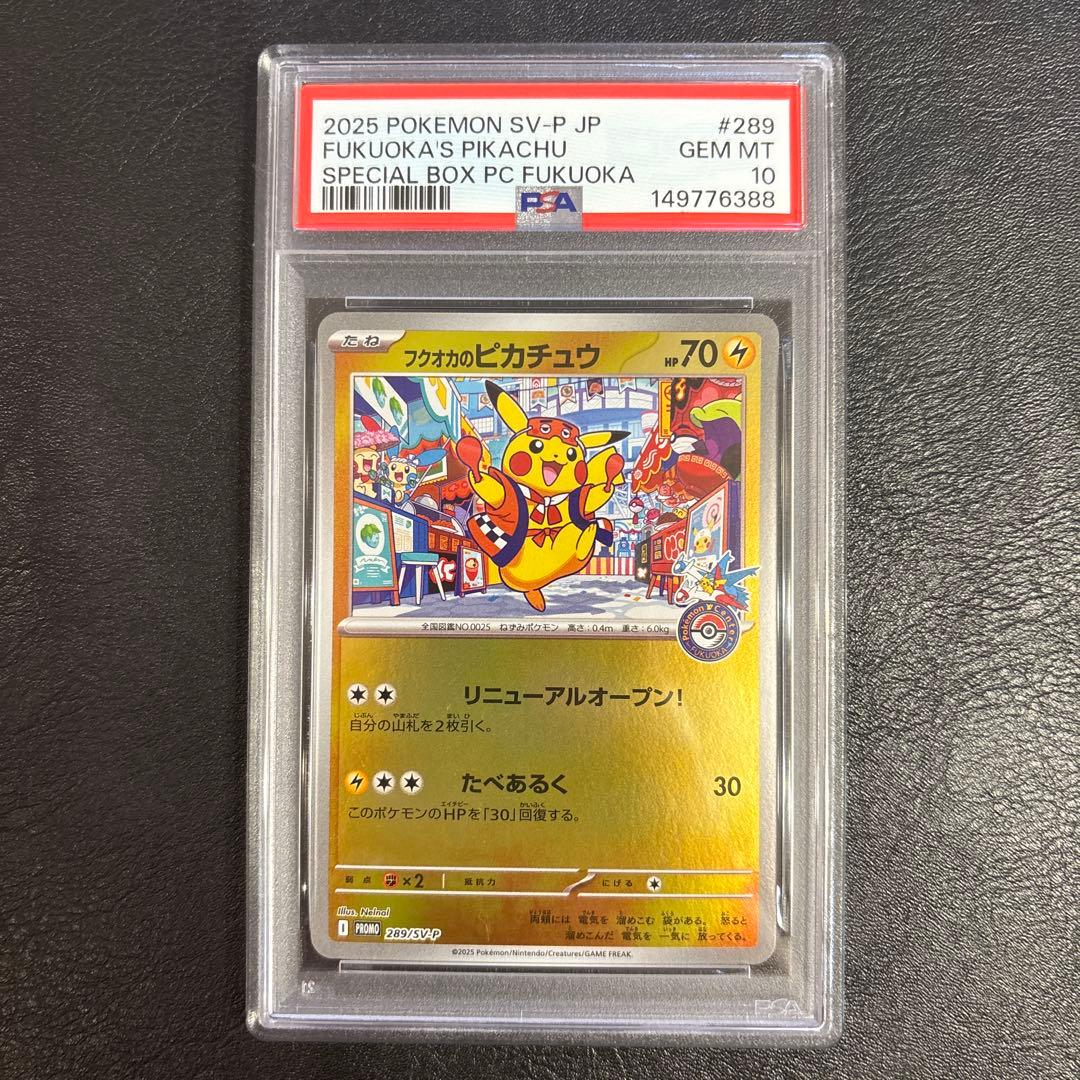 2025 POKEMON SV-P JP #289
FUKUOKA'S PIKACHU GEM MT
SPECIAL BOX PC FUKUOKA 10
PSA 149776388
たね フクオカのピカチュウ HP70
全国図鑑NO.0025 ねずみポケモン 高さ:0.4m 重さ:6.0kg
Pokémon Center
FUKUOKA
リニューアルオープン!
自分の山札を2枚引く。
たべあるく 30
このポケモンのHPを「30」回復する。
弱点 ×2 抵抗力 にげる
Illus. Neinal
両頬には 電気を 溜めこむ 袋がある。 怒ると
I PROMO 289/SV-P 溜めこんだ 電気を 一気に 放ってくる。
©2025 Pokémon/Nintendo/Creatures/GAME FREAK.
PSA